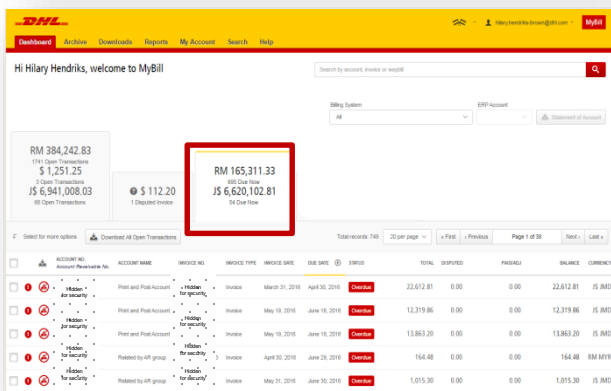 DHL
hilary.hendriks-brown@dhl.com
MyBill
Dashboard Archive Downloads Reports My Account Search Help
Hi Hilary Hendriks, welcome to MyBill
Search by account, invoice or waybill
Billing System
ERP Account
All
Statement of Account
RM 384,242.83
1741 Open Transactions
$ 1,251.25
3 Open Transactions
J$ 6,941,008.03
66 Open Transactions
$ 112.20
1 Disputed Invoice
RM 165,311.33
695 Due Now
J$ 6,620,102.81
54 Due Now
Select for more options
Download All Open Transactions
Total records: 749
20 per page
« First
‹ Previous
Page 1 of 38
Next ›
Last »
ACCOUNT NO. ACCOUNT NAME INVOICE NO. INVOICE TYPE INVOICE DATE DUE DATE STATUS TOTAL DISPUTED PAID/ADJ BALANCE CURRENCY
Account Receivable No.
Hidden for security Print and Post Account Hidden for security Invoice March 31, 2016 April 30, 2016 Overdue 22,612.81 0.00 0.00 22,612.81 J$ JMD
Hidden for security Print and Post Account Hidden for security Invoice May 19, 2016 June 18, 2016 Overdue 12,319.86 0.00 0.00 12,319.86 J$ JMD
Hidden for security Print and Post Account Hidden for security Invoice May 19, 2016 June 18, 2016 Overdue 13,863.20 0.00 0.00 13,863.20 J$ JMD
Hidden for security Related by AR group Hidden for security Invoice April 30, 2016 June 29, 2016 Overdue 164.48 0.00 0.00 164.48 RM MYR
Hidden for security Related by AR group Hidden for security Invoice May 31, 2016 June 30, 2016 Overdue 1,015.30 0.00 0.00 1,015.30 J$ JMD